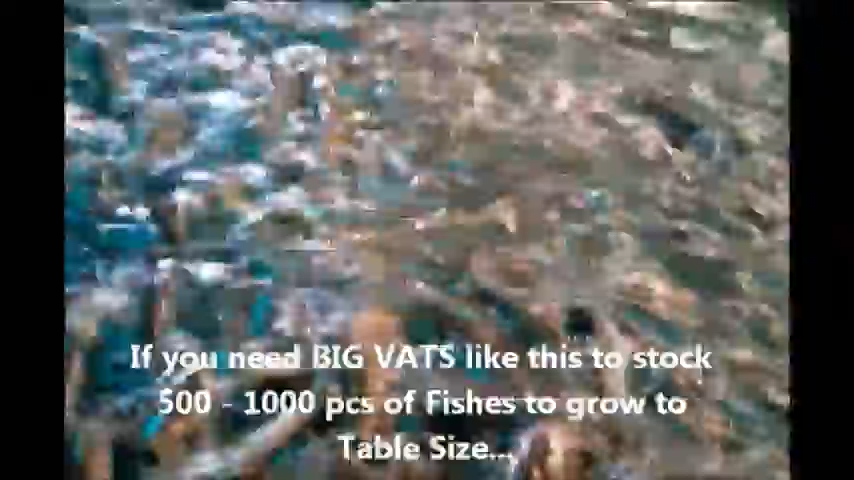 If you need BIG VATS like this to stock
500 - 1000 pcs of Fishes to grow to
Table Size...